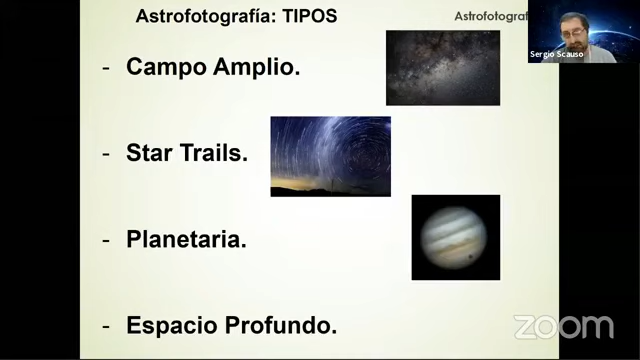 Astrofotografía: TIPOS
Astrofotograf
Sergio Scauso
- Campo Amplio.
- Star Trails.
- Planetaria.
- Espacio Profundo.
zoom